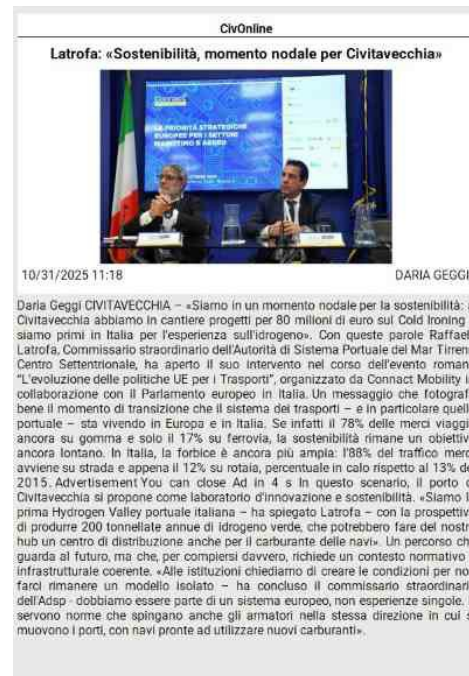 CivOnline
Latrofa: «Sostenibilità, momento nodale per Civitavecchia»
LE PRIORITÀ STRATEGICHE
EUROPEE PER I SETTORI
MARITTIMO E AEREO
10/31/2025 11:18
DARIA GEGGI
Daria Geggi CIVITAVECCHIA – «Siamo in un momento nodale per la sostenibilità:
Civitavecchia abbiamo in cantiere progetti per 80 milioni di euro sul Cold Ironing
siamo primi in Italia per l'esperienza sull'idrogeno». Con queste parole Raffael
Latrofa, Commissario straordinario dell'Autorità di Sistema Portuale del Mar Tirren
Centro Settentrionale, ha aperto il suo intervento nel corso dell'evento roman
"L'evoluzione delle politiche UE per i Trasporti", organizzato da Connact Mobility i
collaborazione con il Parlamento europeo in Italia. Un messaggio che fotograf
bene il momento di transizione che il sistema dei trasporti – e in particolare quell
portuale – sta vivendo in Europa e in Italia. Se infatti il 78% delle merci viaggi
ancora su gomma e solo il 17% su ferrovia, la sostenibilità rimane un obiettiv
ancora lontano. In Italia, la forbice è ancora più ampia: l'88% del traffico merc
avviene su strada e appena il 12% su rotaia, percentuale in calo rispetto al 13% de
2015. Advertisement You can close Ad in 4 s In questo scenario, il porto d
Civitavecchia si propone come laboratorio d'innovazione e sostenibilità. «Siamo l
prima Hydrogen Valley portuale italiana – ha spiegato Latrofa – con la prospettiv
di produrre 200 tonnellate annue di idrogeno verde, che potrebbero fare del nostr
hub un centro di distribuzione anche per il carburante delle navi». Un percorso ch
guarda al futuro, ma che, per compiersi davvero, richiede un contesto normativo
infrastrutturale coerente. «Alle istituzioni chiediamo di creare le condizioni per no
farci rimanere un modello isolato – ha concluso il commissario straordinari
dell'Adsp - dobbiamo essere parte di un sistema europeo, non esperienze singole.
servono norme che spingano anche gli armatori nella stessa direzione in cui s
muovono i porti, con navi pronte ad utilizzare nuovi carburanti».